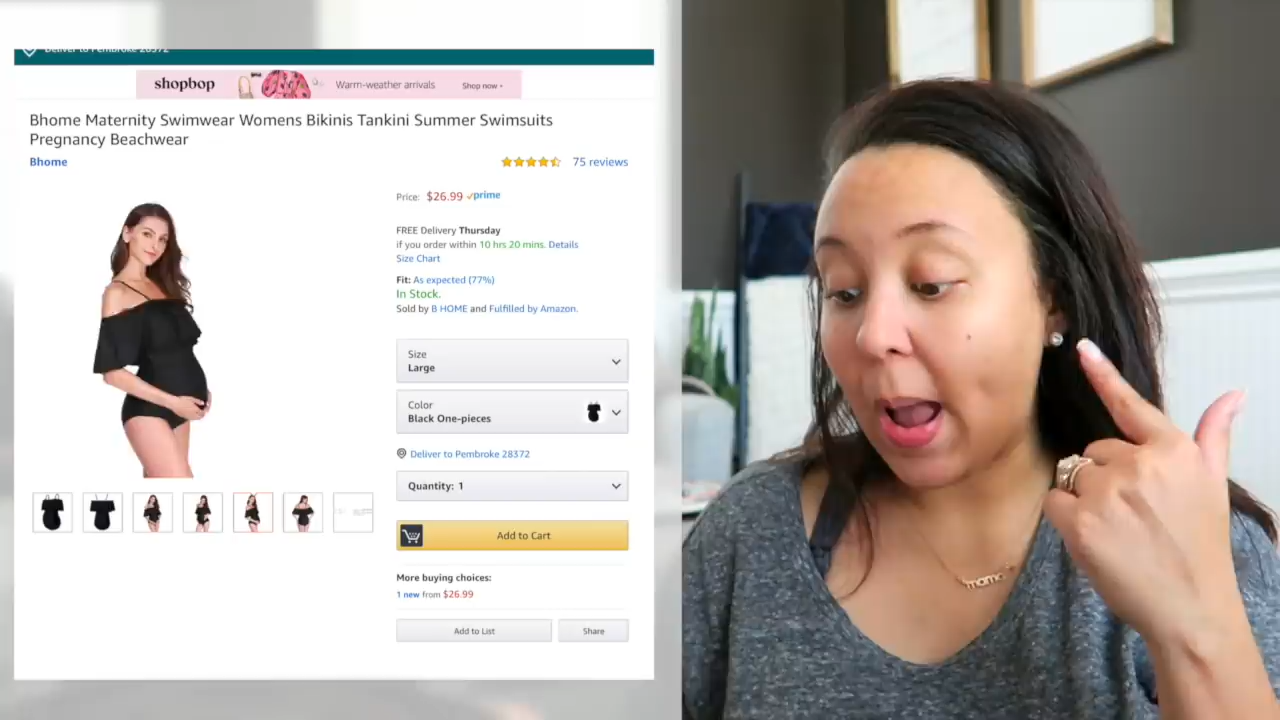 Deliver to Pembroke 28372
shopbop
Warm-weather arrivals
Shop now
Bhome Maternity Swimwear Womens Bikinis Tankini Summer Swimsuits
Pregnancy Beachwear
Bhome
75 reviews
Price: $26.99 prime
FREE Delivery Thursday
if you order within 10 hrs 20 mins. Details
Size Chart
Fit: As expected (77%)
In Stock.
Sold by B HOME and Fulfilled by Amazon.
Size
Large
Color
Black One-pieces
Deliver to Pembroke 28372
Quantity: 1
Add to Cart
More buying choices:
1 new from $26.99
Add to List
Share
mama